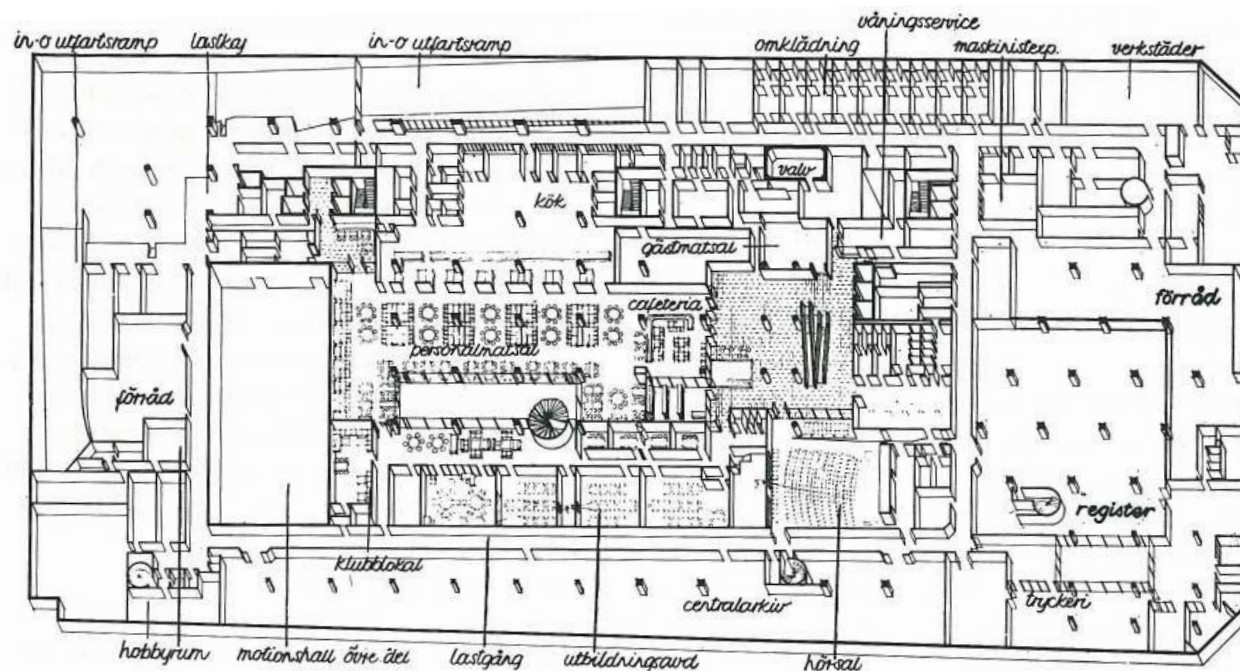 våningsservice
in-o utfartsramp
lastkaj
in-o utfartsramp
omklädning
maskinistexp.
verkstäder
valv
kök
gästmatsal
cafeteria
förråd
personalmatsal
förråd
register
klubblokal
centralarkiv
tryckeri
hobbyrum
motionshall övre del
lastgång
utbildningsavd
hörsal